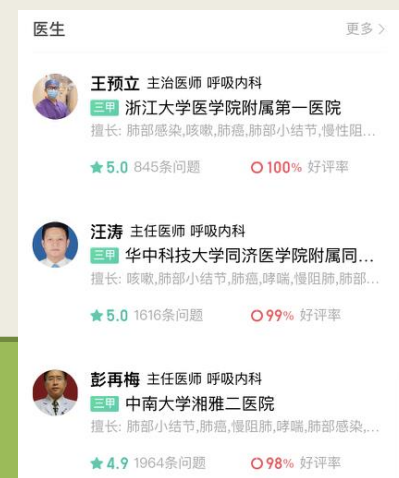 医生 更多 >
王预立 主治医师 呼吸内科
三甲 浙江大学医学院附属第一医院
擅长: 肺部感染,咳嗽,肺癌,肺部小结节,慢性阻...
5.0 845条问题 100% 好评率
汪涛 主任医师 呼吸内科
三甲 华中科技大学同济医学院附属同...
擅长: 咳嗽,肺部小结节,肺癌,哮喘,慢阻肺,肺部...
5.0 1616条问题 99% 好评率
彭再梅 主任医师 呼吸内科
三甲 中南大学湘雅二医院
擅长: 肺部小结节,肺癌,慢阻肺,哮喘,肺部感染,...
4.9 1964条问题 98% 好评率